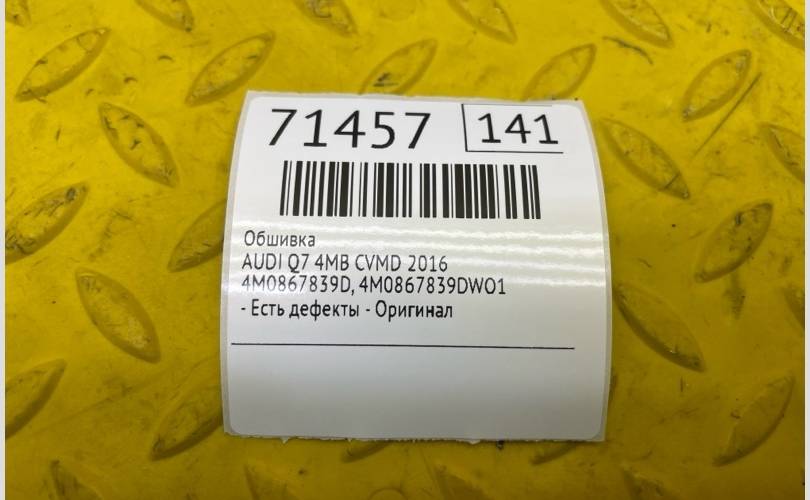 71457 141
Обшивка
AUDI Q7 4MB CVMD 2016
4M0867839D, 4M0867839DWO1
- Есть дефекты - Оригинал